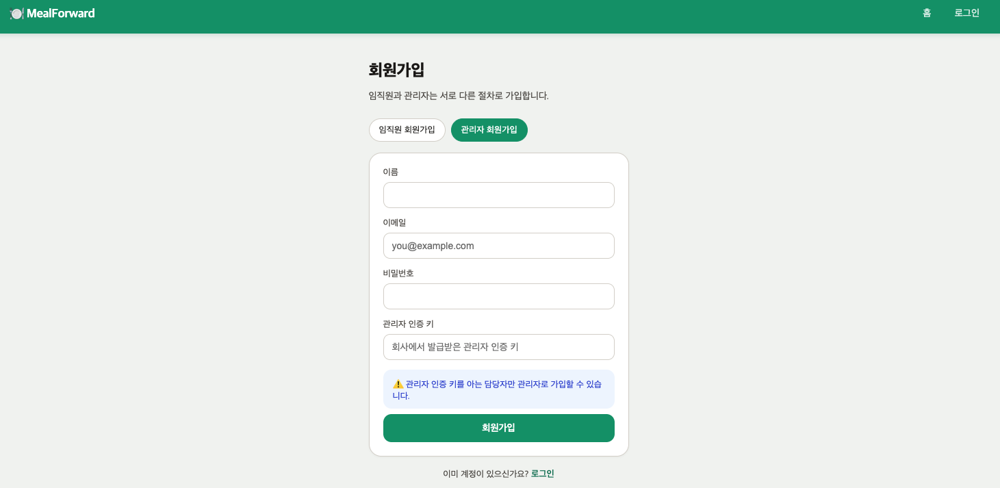 🍽️ MealForward
홈
로그인
회원가입
임직원과 관리자는 서로 다른 절차로 가입합니다.
임직원 회원가입
관리자 회원가입
이름
이메일
you@example.com
비밀번호
관리자 인증 키
회사에서 발급받은 관리자 인증 키
⚠️ 관리자 인증 키를 아는 담당자만 관리자로 가입할 수 있습
니다.
회원가입
이미 계정이 있으신가요? 로그인